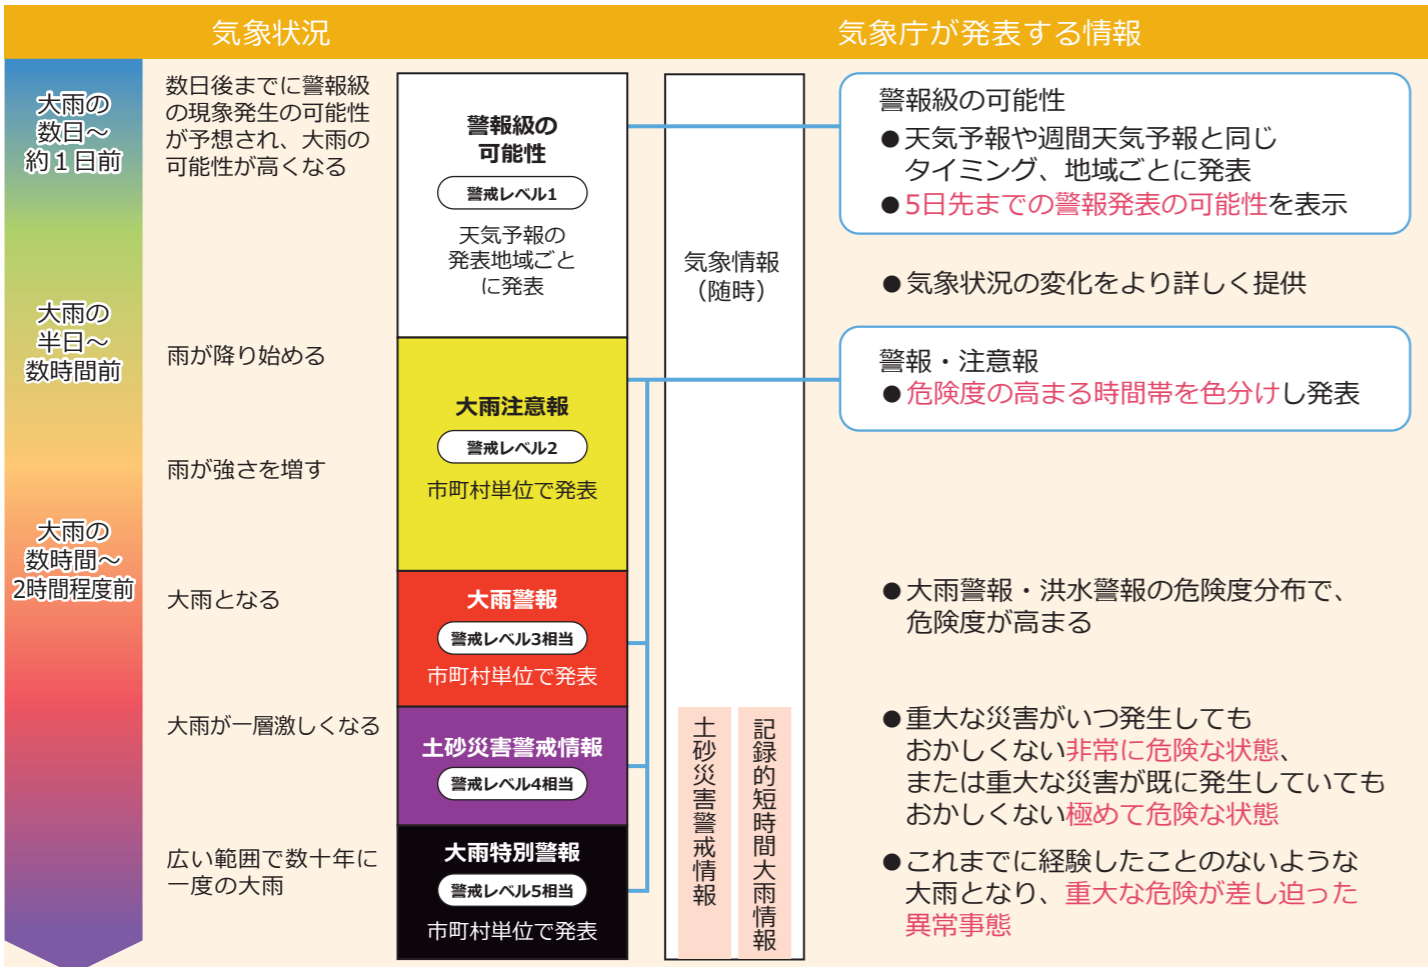 気象状況
気象庁が発表する情報
大雨の
数日～
約1日前
数日後までに警報級
の現象発生の可能性
が予想され、大雨の
可能性が高くなる
警報級の
可能性
警戒レベル1
天気予報の
発表地域ごと
に発表
気象情報
（随時）
警報級の可能性
●天気予報や週間天気予報と同じ
タイミング、地域ごとに発表
●5日先までの警報発表の可能性を表示
●気象状況の変化をより詳しく提供
大雨の
半日～
数時間前
雨が降り始める
雨が強さを増す
大雨注意報
警戒レベル2
市町村単位で発表
警報・注意報
●危険度の高まる時間帯を色分けし発表
大雨の
数時間～
2時間程度前
大雨となる
大雨警報
警戒レベル3相当
市町村単位で発表
●大雨警報・洪水警報の危険度分布で、
危険度が高まる
大雨が一層激しくなる
土砂災害警戒情報
警戒レベル4相当
土砂災害警戒情報
記録的短時間大雨情報
●重大な災害がいつ発生しても
おかしくない非常に危険な状態、
または重大な災害が既に発生していても
おかしくない極めて危険な状態
広い範囲で数十年に
一度の大雨
大雨特別警報
警戒レベル5相当
市町村単位で発表
●これまでに経験したことのないような
大雨となり、重大な危険が差し迫った
異常事態